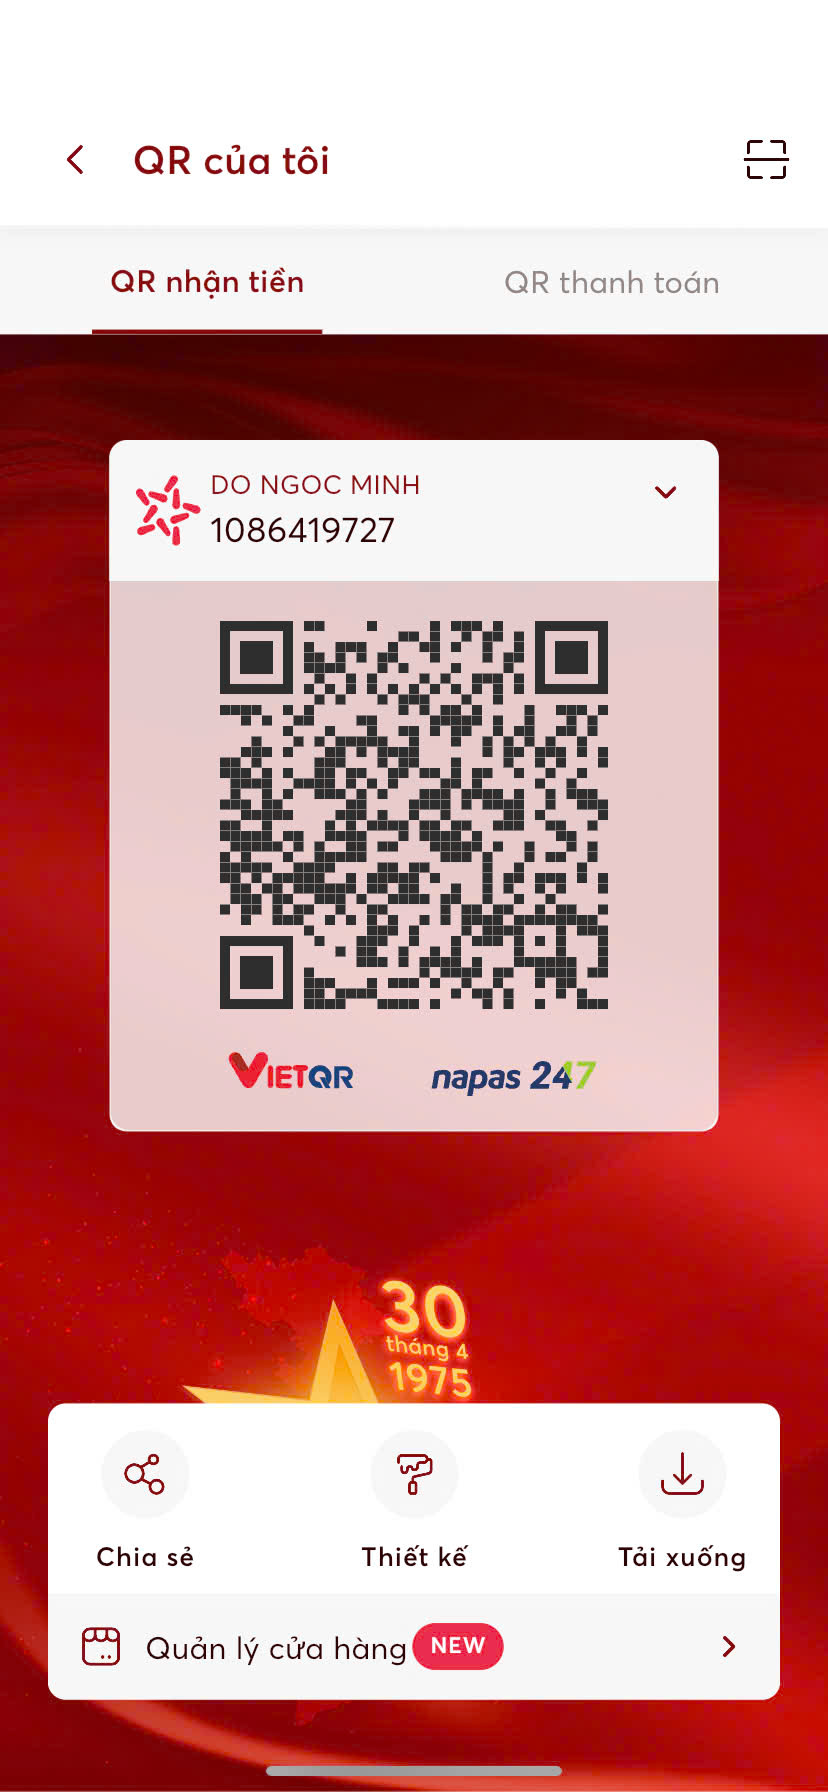 QR của tôi
QR nhận tiền
QR thanh toán
DO NGOC MINH
1086419727
VIETQR
napas 247
30
tháng 4
1975
Chia sẻ
Thiết kế
Tải xuống
Quản lý cửa hàng NEW